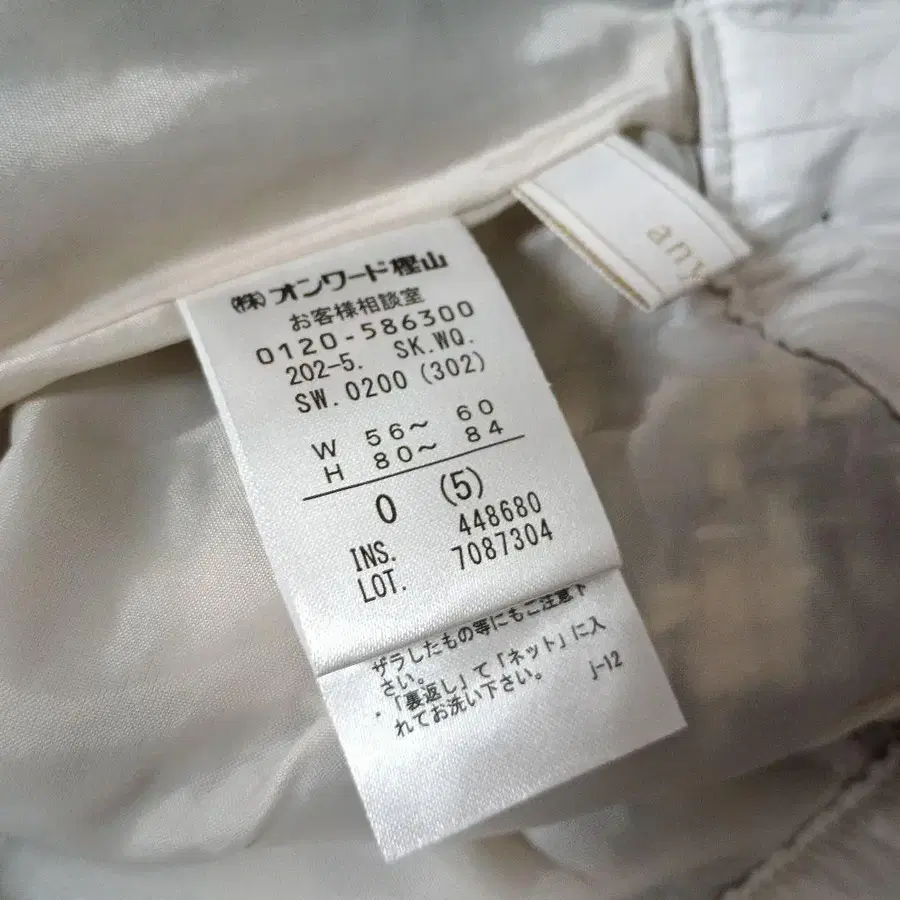 any
(株)オンワード樫山
お客様相談室
0120-586300
202-5. SK.WQ.
SW.0200 (302)
W 56〜 60
H 80〜 84
0 (5)
INS. 448680
LOT. 7087304
ザラしたもの等にもご注意下
さい。
・「裏返し」て「ネット」に入
れてお洗い下さい。 j-12